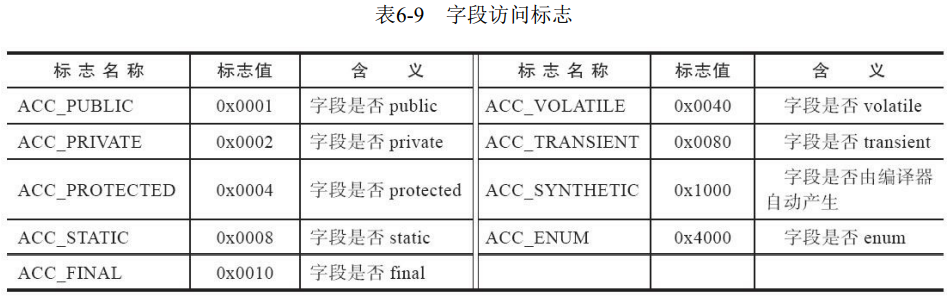 表6-9 字段访问标志
标志名称 标志值 含 义 标志名称 标志值 含 义
ACC_PUBLIC 0x0001 字段是否 public ACC_VOLATILE 0x0040 字段是否 volatile
ACC_PRIVATE 0x0002 字段是否 private ACC_TRANSIENT 0x0080 字段是否 transient
ACC_PROTECTED 0x0004 字段是否 protected ACC_SYNTHETIC 0x1000 字段是否由编译器
自动产生
ACC_STATIC 0x0008 字段是否 static ACC_ENUM 0x4000 字段是否 enum
ACC_FINAL 0x0010 字段是否 final